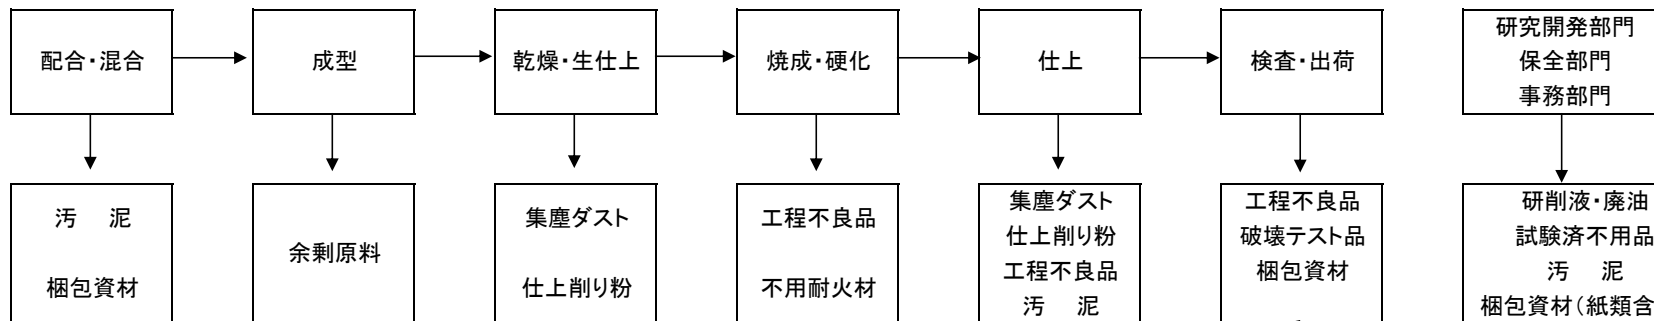 配合・混合
成型
乾燥・生仕上
焼成・硬化
仕上
検査・出荷
研究開発部門
保全部門
事務部門
汚　泥
梱包資材
余剰原料
集塵ダスト
仕上削り粉
工程不良品
不用耐火材
集塵ダスト
仕上削り粉
工程不良品
汚　泥
工程不良品
破壊テスト品
梱包資材
研削液・廃油
試験済不用品
汚　泥
梱包資材（紙類含